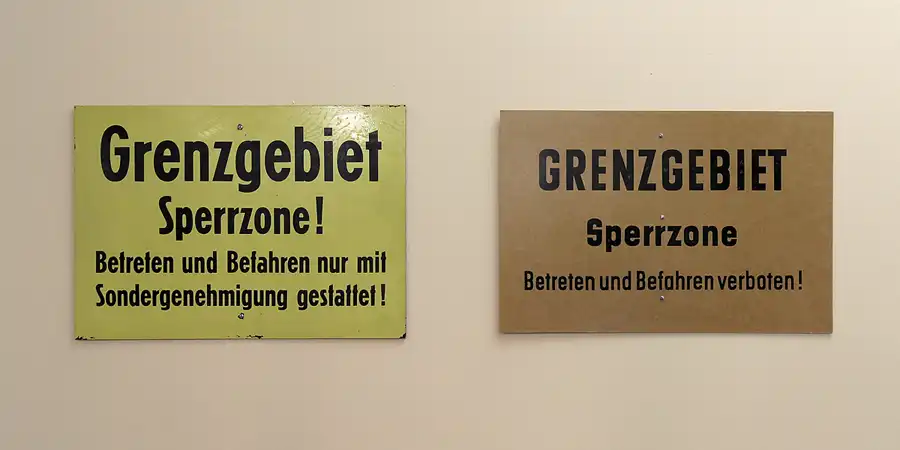 Grenzgebiet
Sperrzone!
Betreten und Befahren nur mit
Sondergenehmigung gestattet!
GRENZGEBIET
Sperrzone
Betreten und Befahren verboten!